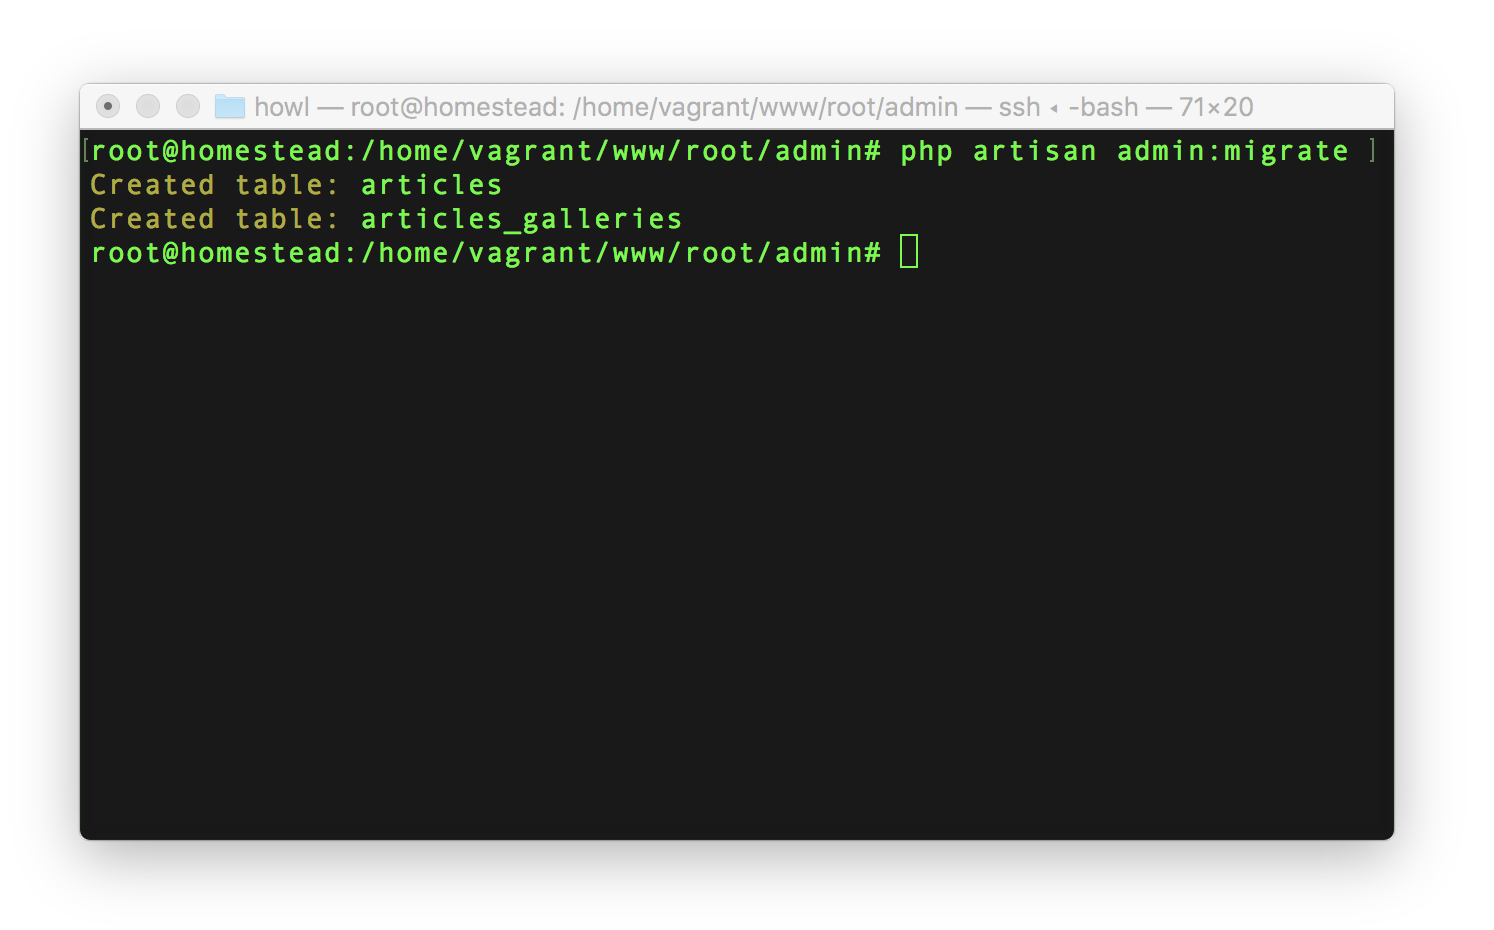 howl — root@homestead: /home/vagrant/www/root/admin — ssh ◂ -bash — 71×20
[root@homestead:/home/vagrant/www/root/admin# php artisan admin:migrate ]
Created table: articles
Created table: articles_galleries
root@homestead:/home/vagrant/www/root/admin#